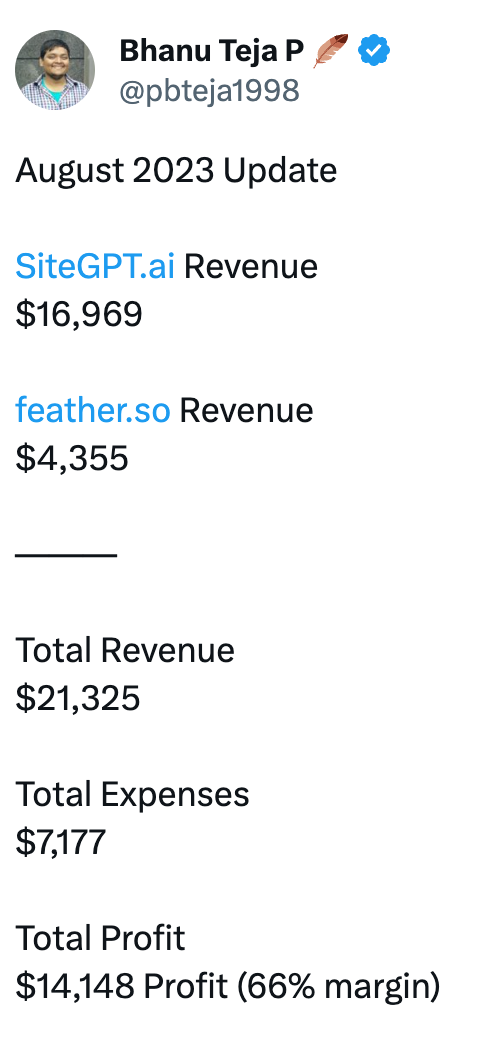 Bhanu Teja P 🪶
@pbteja1998
August 2023 Update
SiteGPT.ai Revenue
$16,969
feather.so Revenue
$4,355
Total Revenue
$21,325
Total Expenses
$7,177
Total Profit
$14,148 Profit (66% margin)